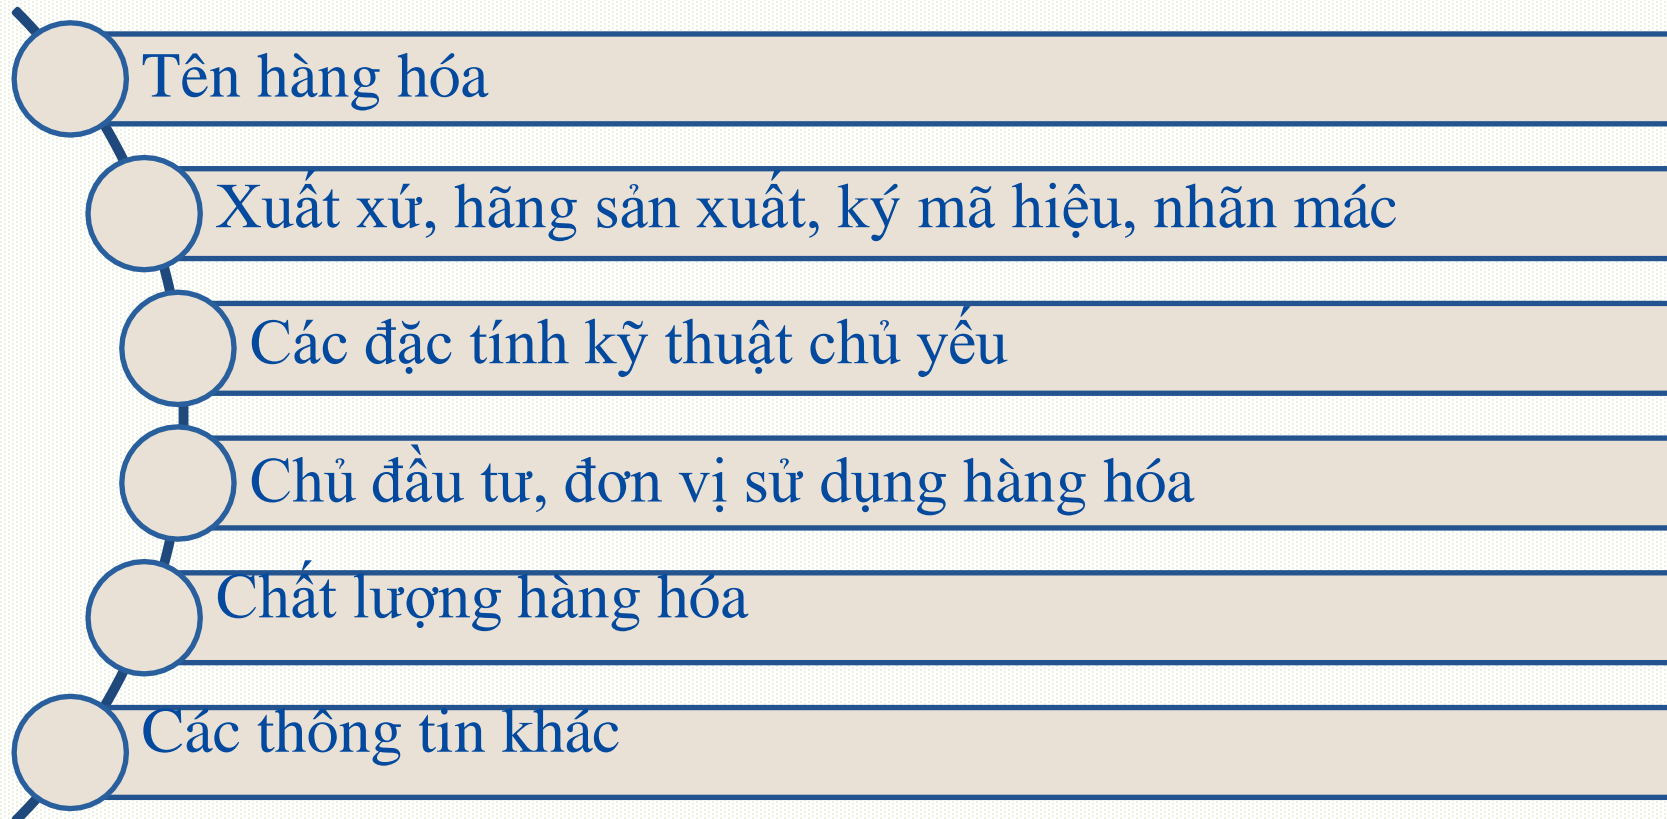 Tên hàng hóa
Xuất xứ, hãng sản xuất, ký mã hiệu, nhãn mác
Các đặc tính kỹ thuật chủ yếu
Chủ đầu tư, đơn vị sử dụng hàng hóa
Chất lượng hàng hóa
Các thông tin khác